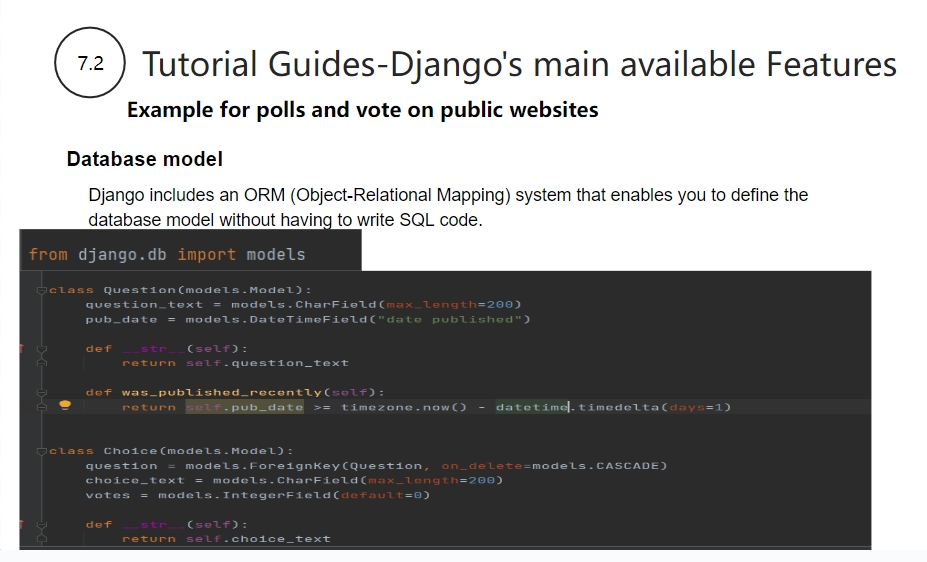 7.2
Tutorial Guides-Django's main available Features
Example for polls and vote on public websites
Database model
Django includes an ORM (Object-Relational Mapping) system that enables you to define the
database model without having to write SQL code.
from django.db import models
class Question(models.Model):
    question_text = models.CharField(max_length=200)
    pub_date = models.DateTimeField("date published")
    def __str__(self):
        return self.question_text
    def was_published_recently(self):
        return self.pub_date >= timezone.now() - datetime.timedelta(days=1)
class Choice(models.Model):
    question = models.ForeignKey(Question, on_delete=models.CASCADE)
    choice_text = models.CharField(max_length=200)
    votes = models.IntegerField(default=0)
    def __str__(self):
        return self.choice_text